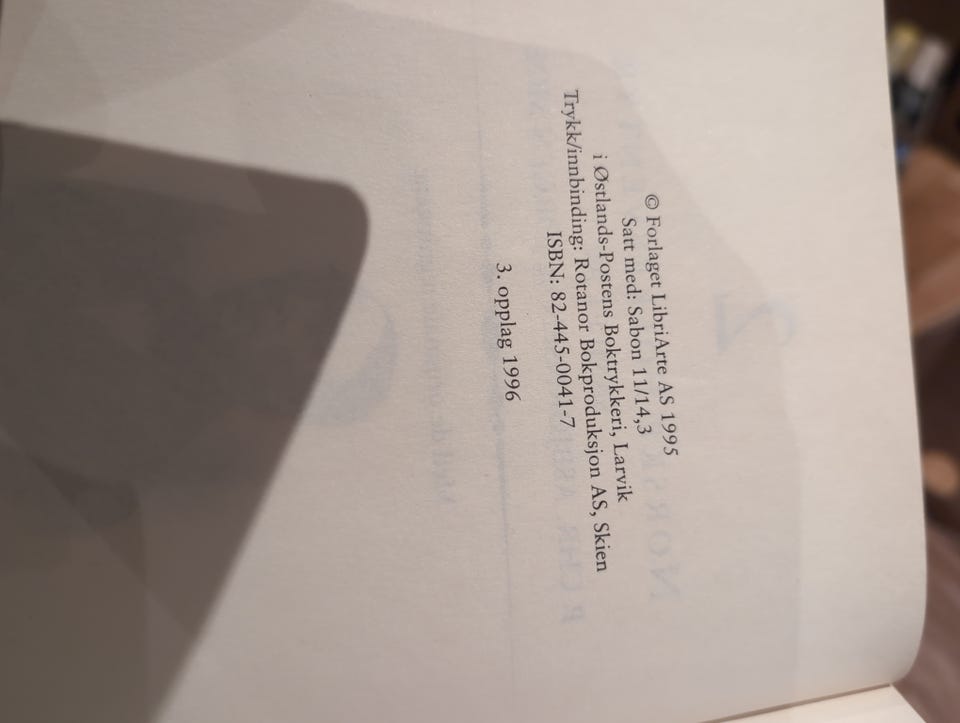 © Forlaget LibriArte AS 1995
Satt med: Sabon 11/14,3
i Østlands-Postens Boktrykkeri, Larvik
Trykk/innbinding: Rotanor Bokproduksjon AS, Skien
ISBN: 82-445-0041-7
3. opplag 1996